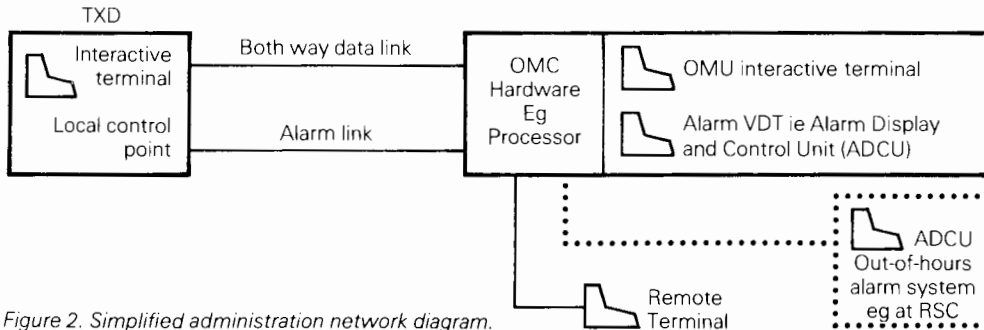 TXD
Interactive
terminal
Local control
point
Both way data link
Alarm link
OMC
Hardware
Eg
Processor
OMU interactive terminal
Alarm VDT ie Alarm Display
and Control Unit (ADCU)
ADCU
Out-of-hours
alarm system
eg at RSC
Remote
Terminal
Figure 2. Simplified administration network diagram.